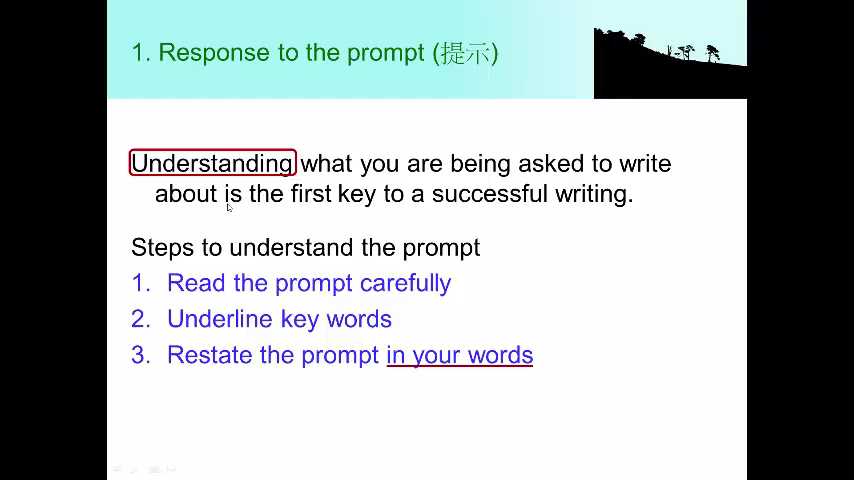 1. Response to the prompt (提示)
Understanding what you are being asked to write
about is the first key to a successful writing.
Steps to understand the prompt
1. Read the prompt carefully
2. Underline key words
3. Restate the prompt in your words